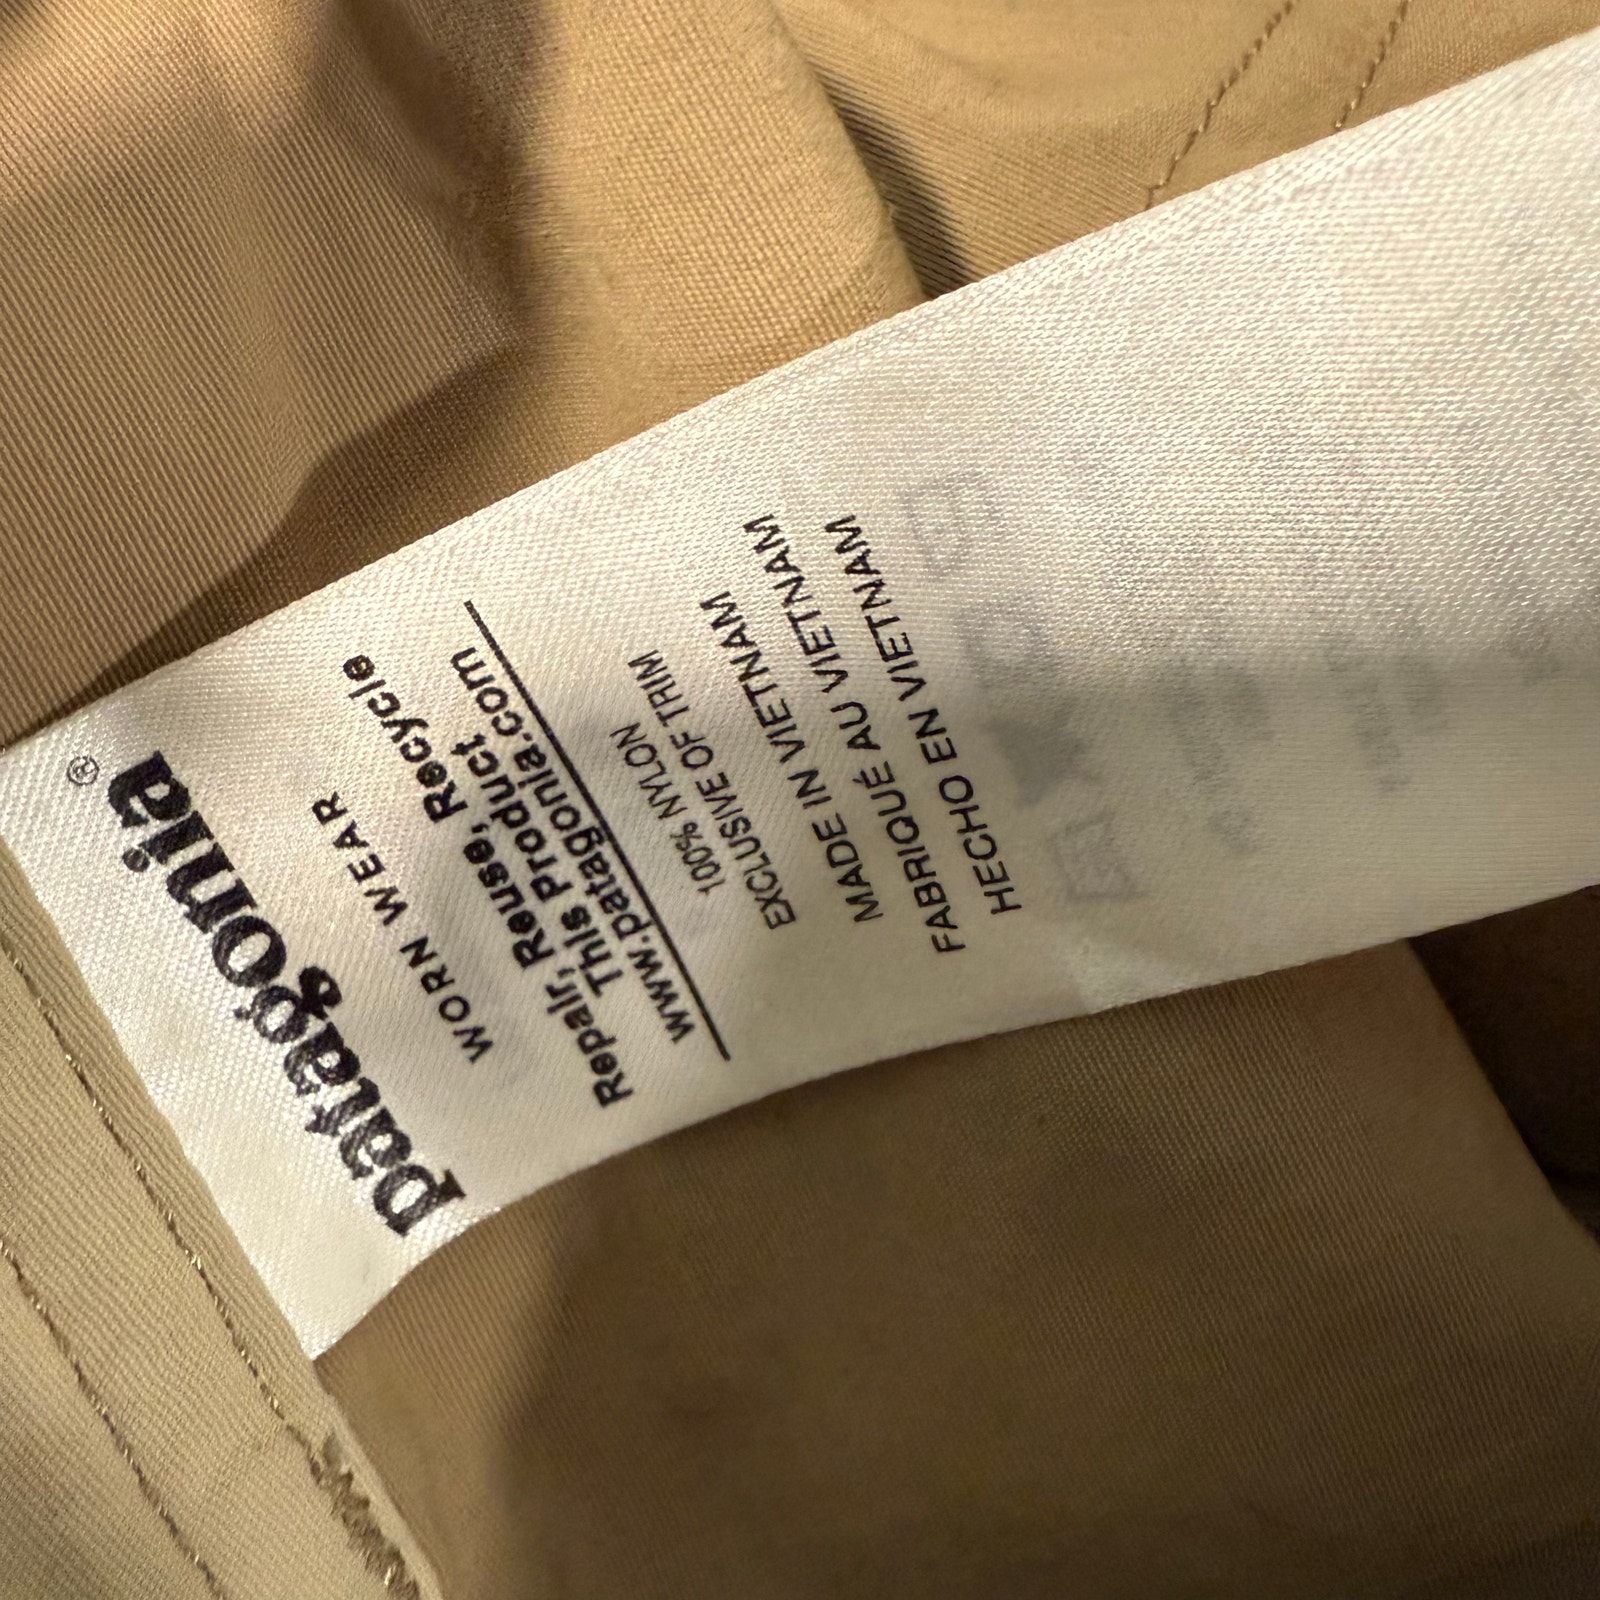 patagonia®
WORN WEAR
Repair, Reuse, Recycle
This Product
www.patagonia.com
100% NYLON
EXCLUSIVE OF TRIM
MADE IN VIETNAM
FABRIQUÉ AU VIETNAM
HECHO EN VIETNAM